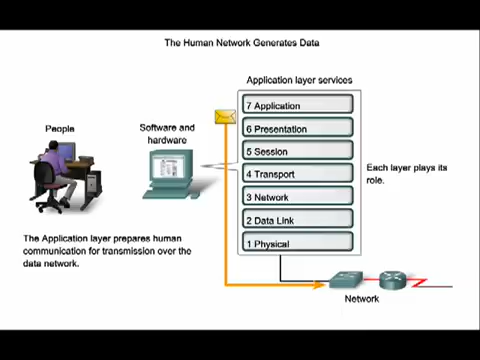 The Human Network Generates Data
Application layer services
7 Application
People
Software and
hardware
6 Presentation
5 Session
4 Transport
Each layer plays its
role.
3 Network
2 Data Link
1 Physical
The Application layer prepares human
communication for transmission over the
data network.
Network